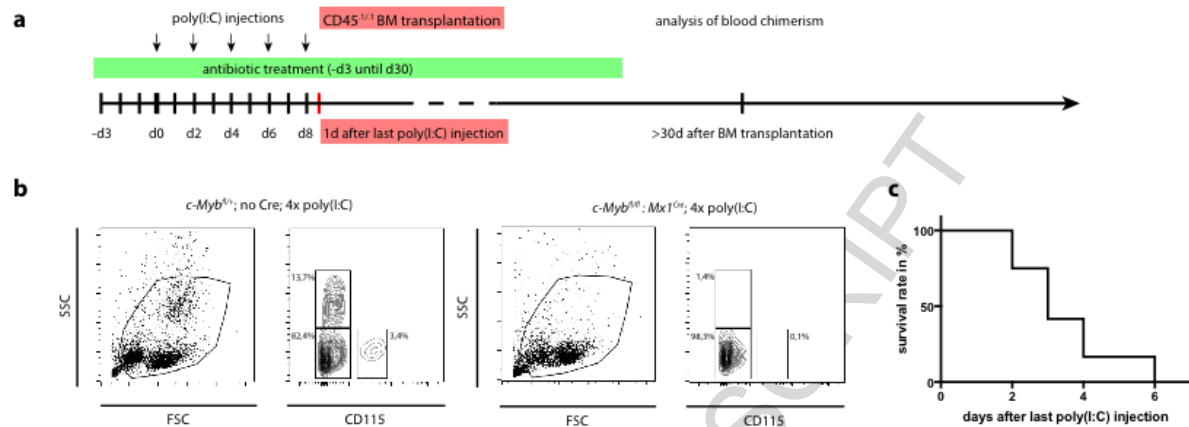 a
poly(I:C) injections
CD45.1/.1 BM transplantation
analysis of blood chimerism
antibiotic treatment (-d3 until d30)
-d3 d0 d2 d4 d6 d8
1d after last poly(I:C) injection
>30d after BM transplantation
b
c-Myb fl/+; no Cre; 4x poly(I:C)
c-Myb fl/fl : Mx1 Cre; 4x poly(I:C)
SSC
13,7%
82,4%
3,4%
FSC
CD115
SSC
1,4%
98,3%
0,1%
FSC
CD115
c
survival rate in %
100
50
0
0 2 4 6
days after last poly(I:C) injection